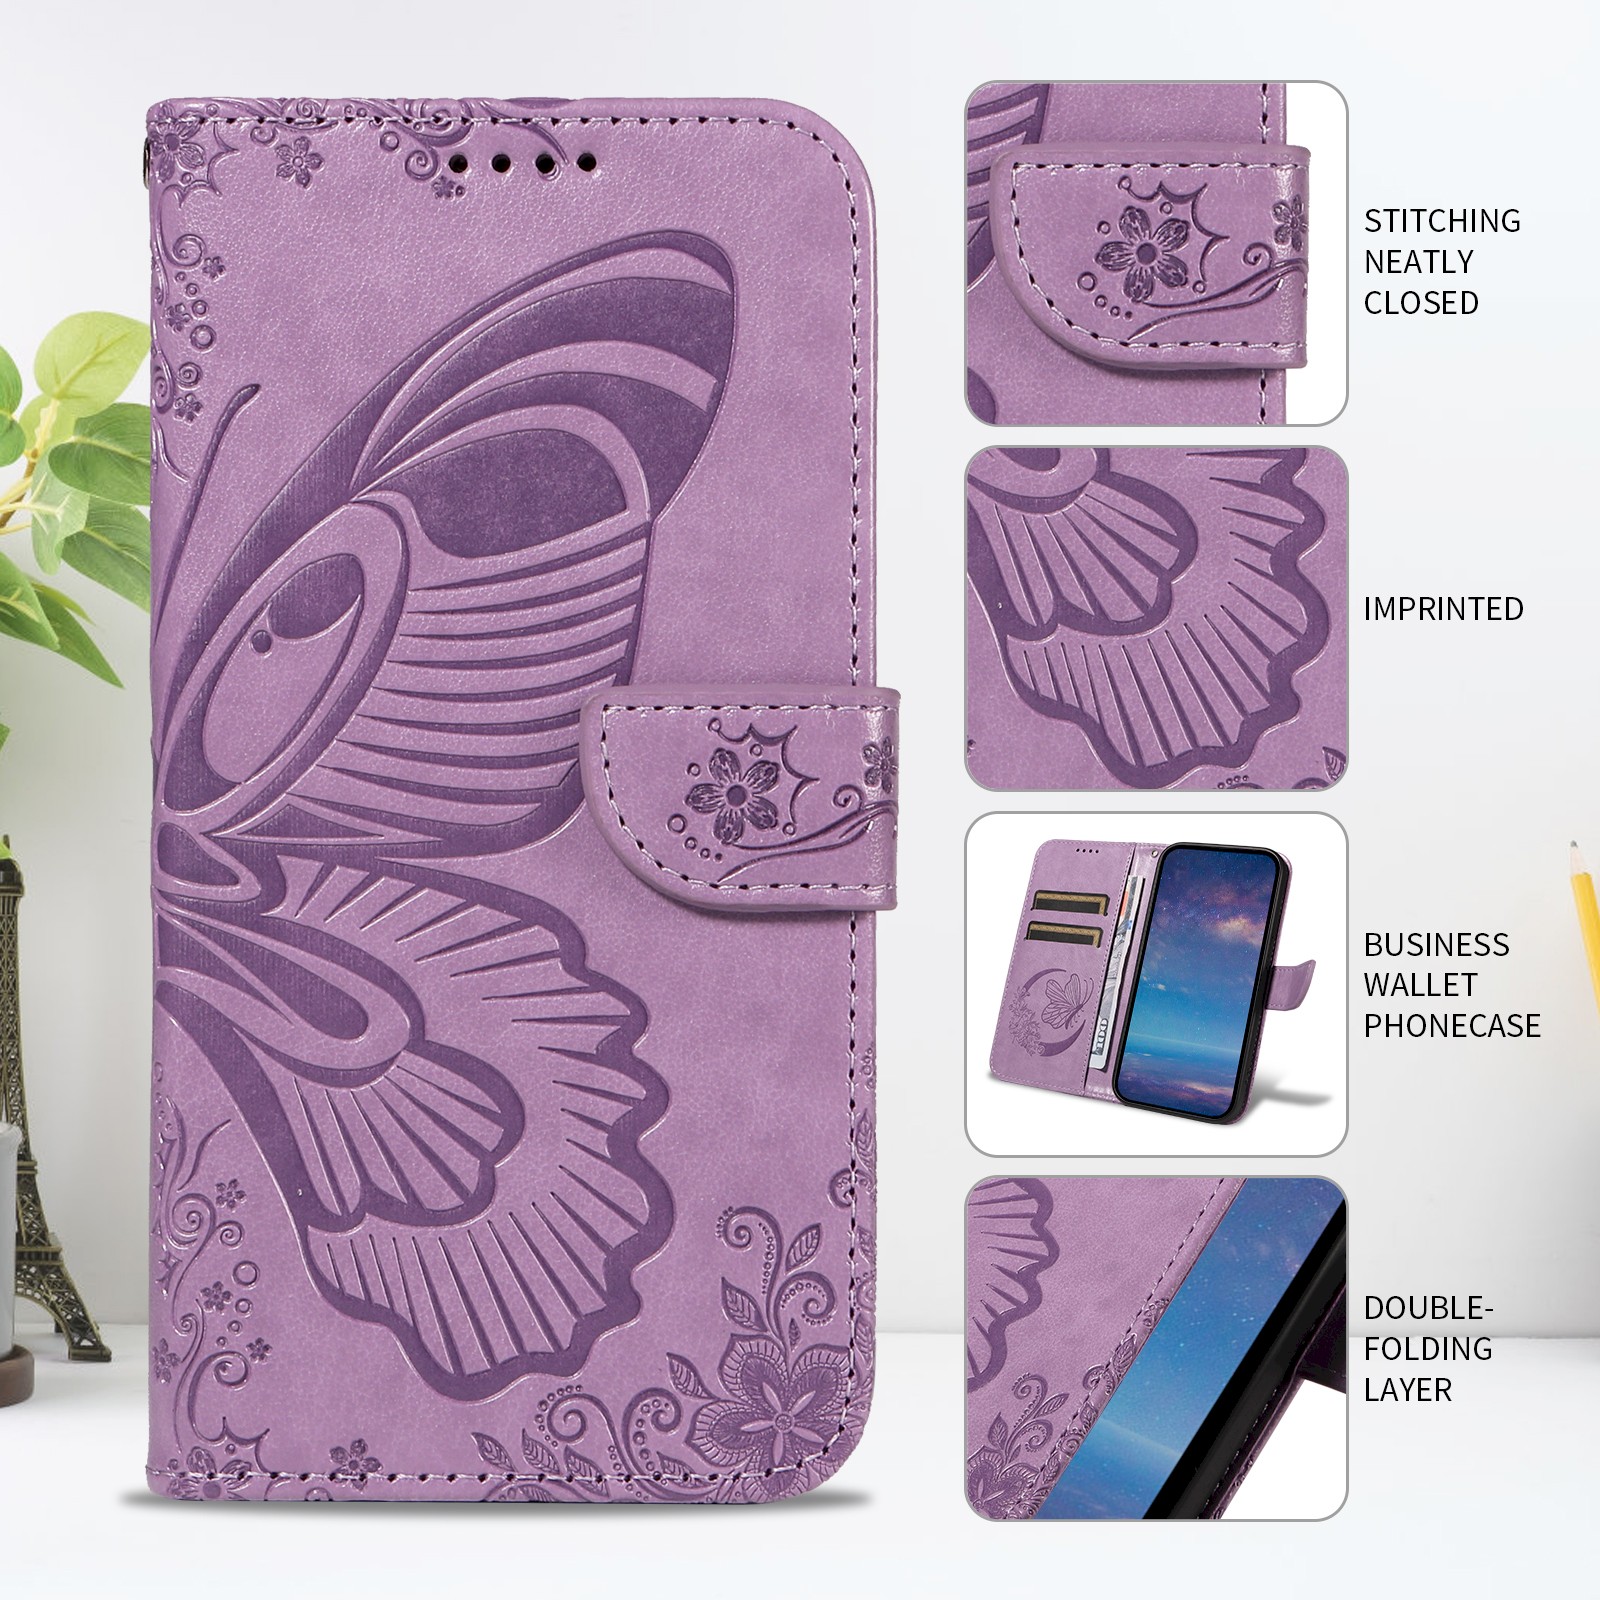 STITCHING
NEATLY
CLOSED
IMPRINTED
BUSINESS
WALLET
PHONECASE
DOUBLE-
FOLDING
LAYER